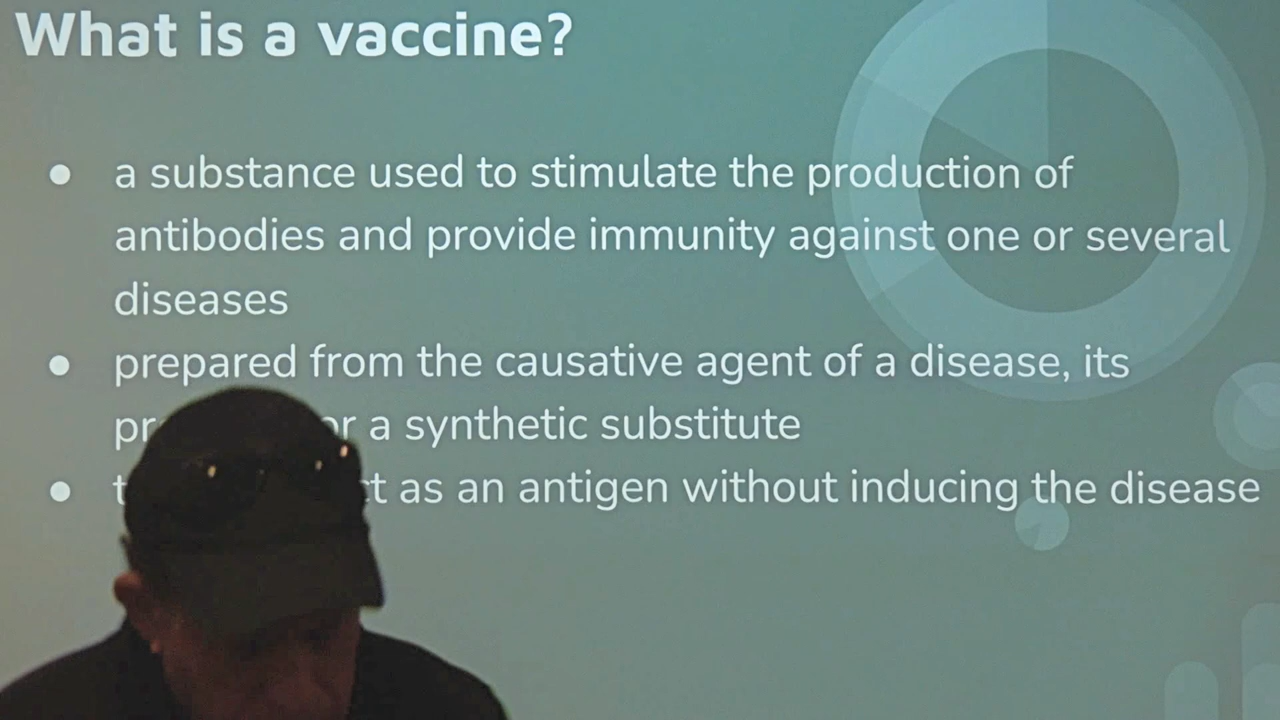 What is a vaccine?
● a substance used to stimulate the production of
antibodies and provide immunity against one or several
diseases
● prepared from the causative agent of a disease, its
or a synthetic substitute
● as an antigen without inducing the disease